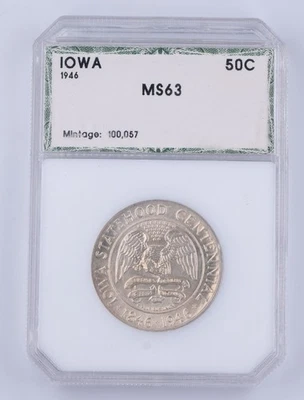 IOWA 50C
1946
MS63
Mintage: 100,057
IOWA STATEHOOD CENTENNIAL
1846-1946